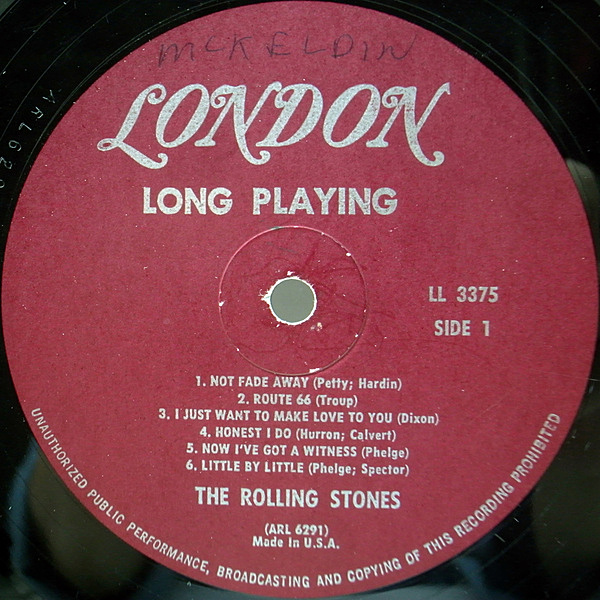 McKELDIN
LONDON
LONG PLAYING
LL 3375
SIDE 1
1. NOT FADE AWAY (Petty; Hardin)
2. ROUTE 66 (Troup)
3. I JUST WANT TO MAKE LOVE TO YOU (Dixon)
4. HONEST I DO (Hurron; Calvert)
5. NOW I'VE GOT A WITNESS (Phelge)
6. LITTLE BY LITTLE (Phelge; Spector)
THE ROLLING STONES
(ARL 6291)
Made In U.S.A.
UNAUTHORIZED PUBLIC PERFORMANCE, BROADCASTING and COPYING OF THIS RECORDING PROHIBITED